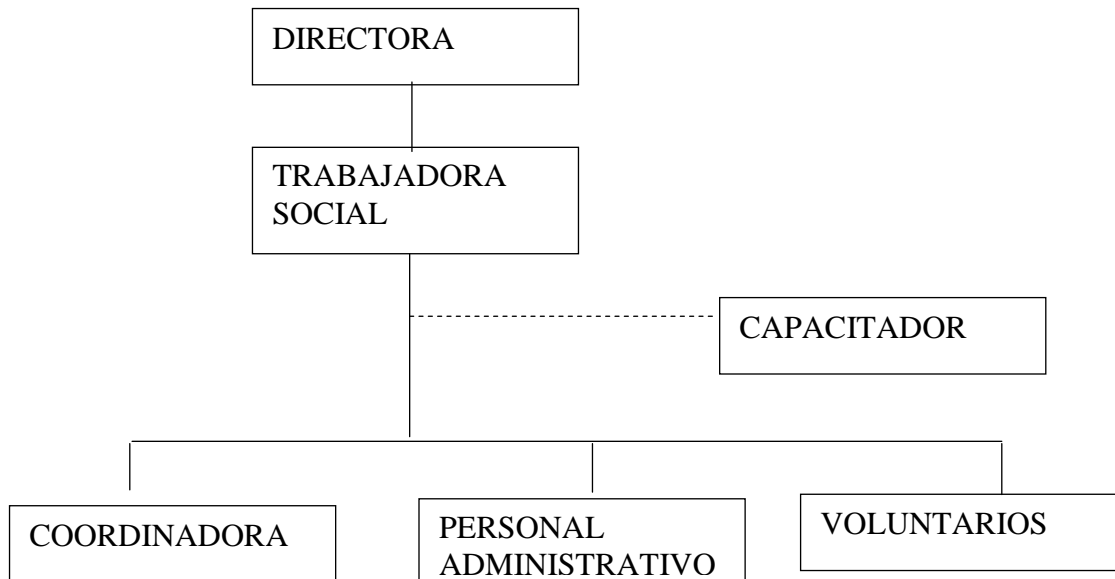 DIRECTORA
TRABAJADORA
SOCIAL
CAPACITADOR
COORDINADORA
PERSONAL
ADMINISTRATIVO
VOLUNTARIOS